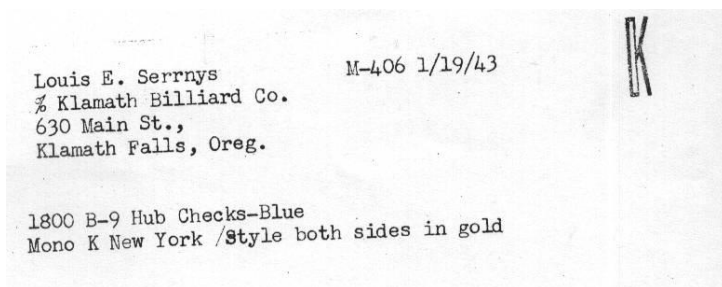 Louis E. Serrnys
M-406 1/19/43
K
% Klamath Billiard Co.
630 Main St.,
Klamath Falls, Oreg.
1800 B-9 Hub Checks-Blue
Mono K New York /Style both sides in gold